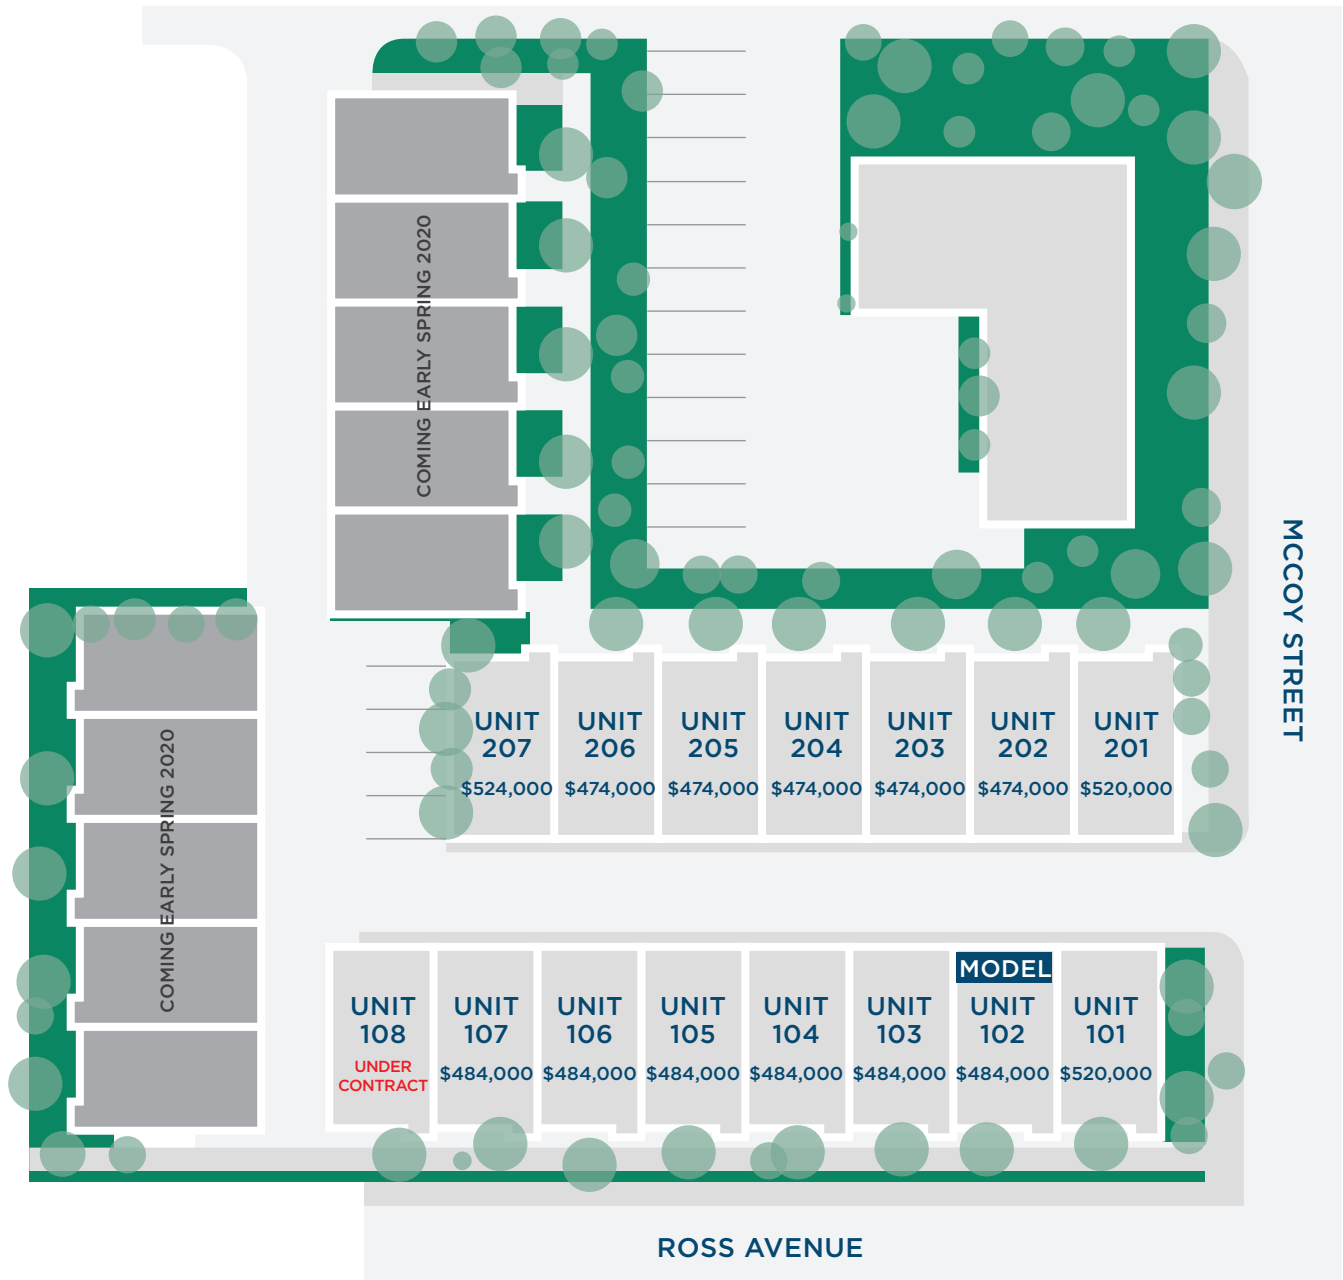 COMING EARLY SPRING 2020
MCCOY STREET
UNIT
207
$524,000
UNIT
206
$474,000
UNIT
205
$474,000
UNIT
204
$474,000
UNIT
203
$474,000
UNIT
202
$474,000
UNIT
201
$520,000
COMING EARLY SPRING 2020
UNIT
108
UNDER
CONTRACT
UNIT
107
$484,000
UNIT
106
$484,000
UNIT
105
$484,000
UNIT
104
$484,000
UNIT
103
$484,000
MODEL
UNIT
102
$484,000
UNIT
101
$520,000
ROSS AVENUE